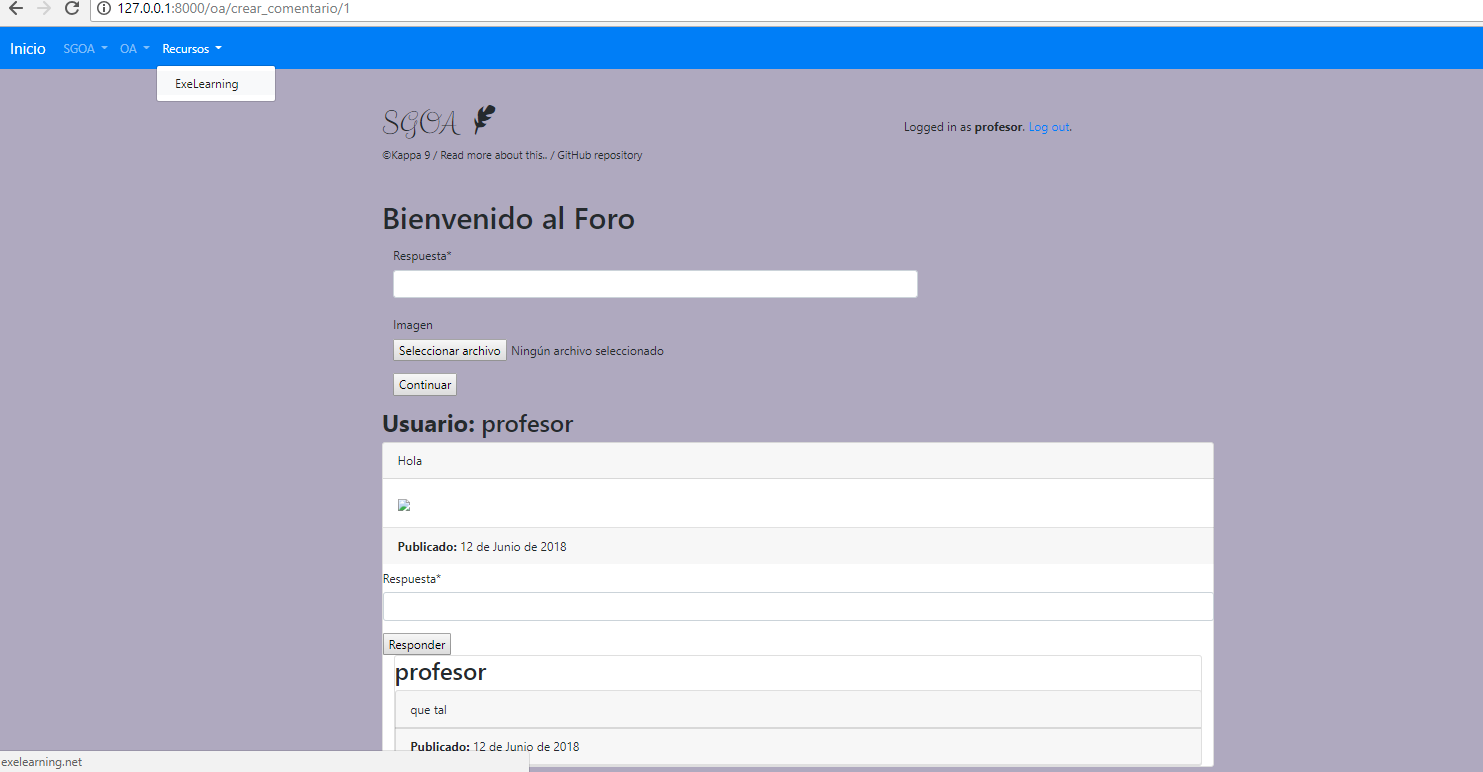 127.0.0.1:8000/oa/crear_comentario/1
Inicio SGOA OA Recursos
ExeLearning
SGOA
Logged in as profesor. Log out.
©Kappa 9 / Read more about this.. / GitHub repository
Bienvenido al Foro
Respuesta*
Imagen
Seleccionar archivo Ningún archivo seleccionado
Continuar
Usuario: profesor
Hola
Publicado: 12 de Junio de 2018
Respuesta*
Responder
profesor
que tal
Publicado: 12 de Junio de 2018
exelearning.net